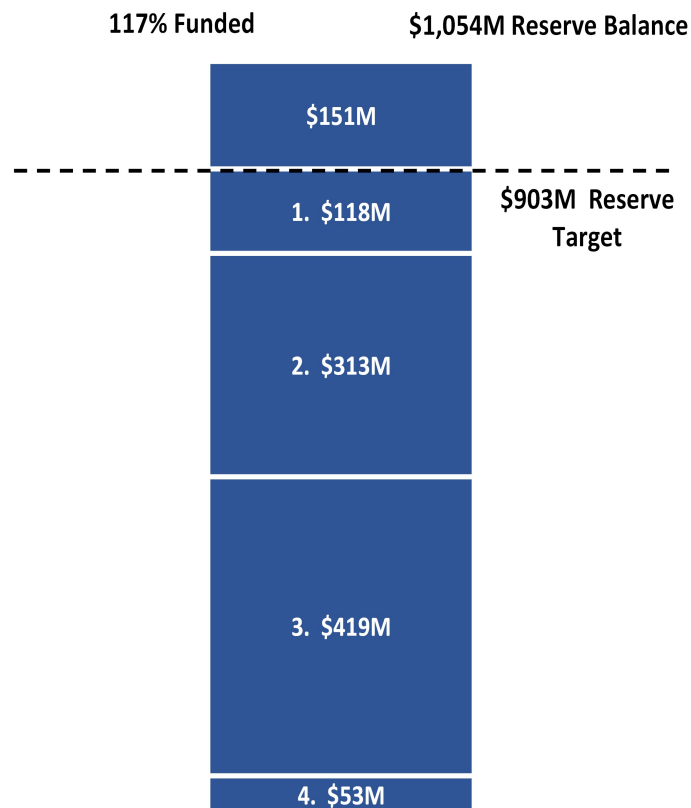 117% Funded
$1,054M Reserve Balance
$151M
1. $118M
$903M Reserve
Target
2. $313M
3. $419M
4. $53M